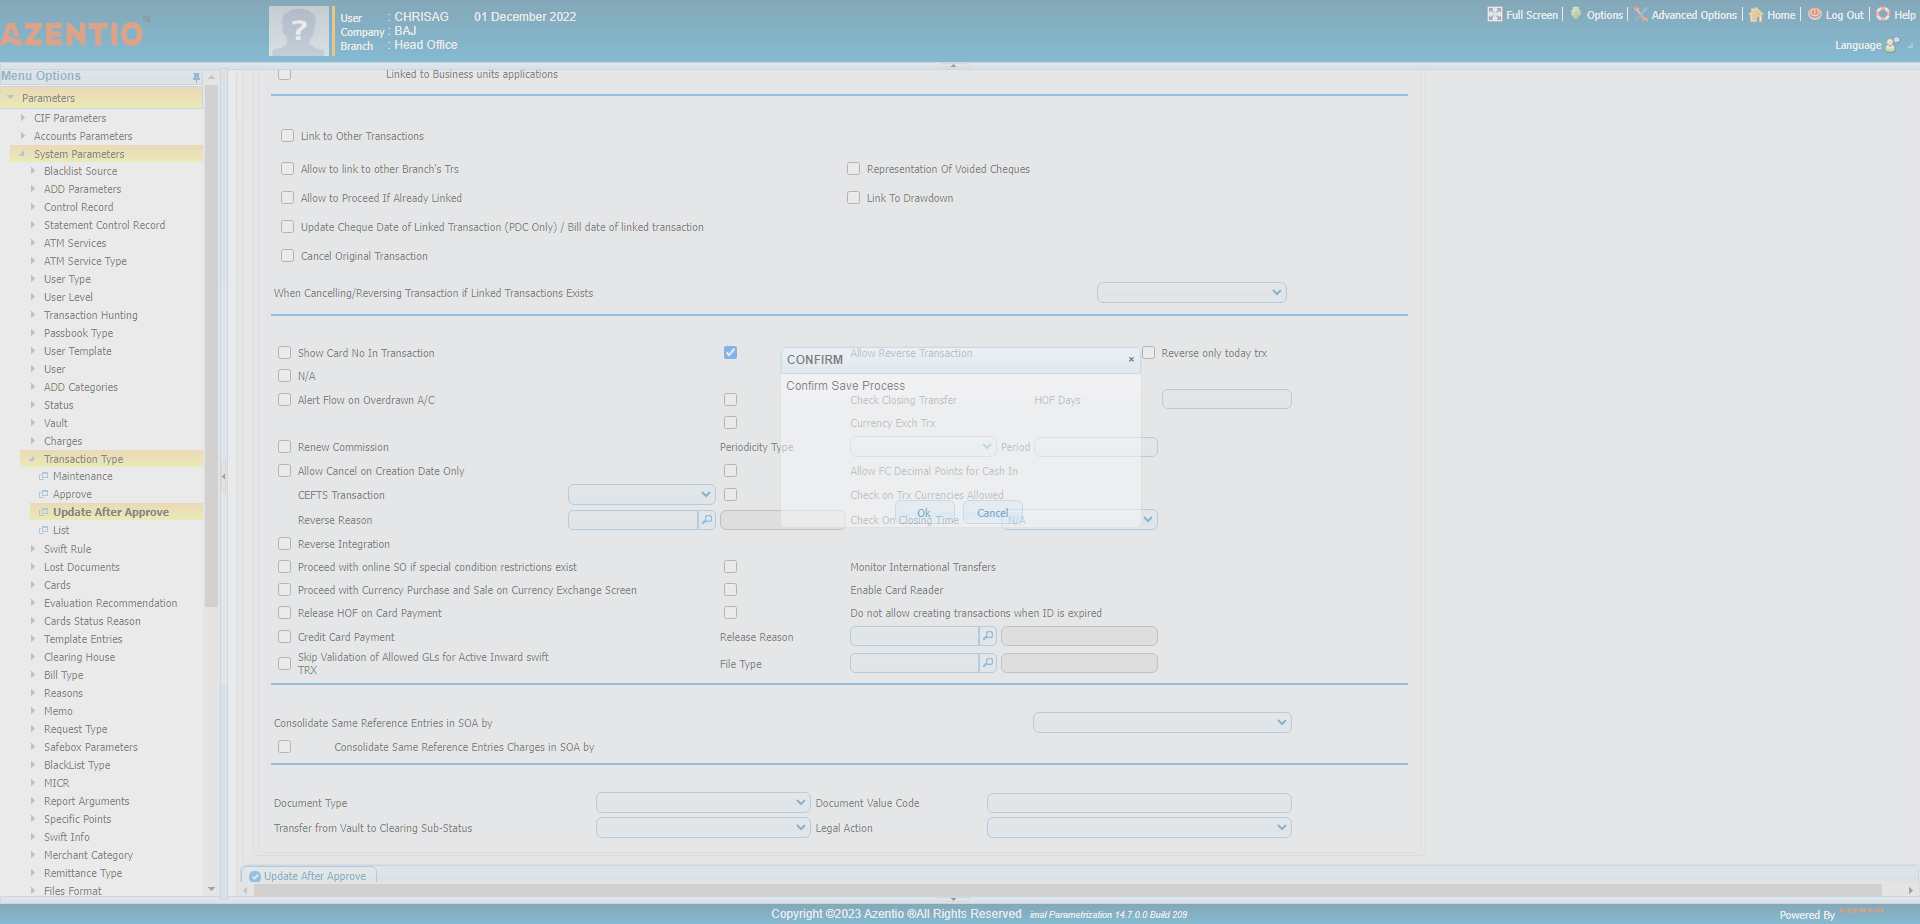 AZENTIO TM
User : CHRISAG 01 December 2022
Company : BAJ
Branch : Head Office
Full Screen Options Advanced Options Home Log Out Help
Language
Menu Options
Parameters
CIF Parameters
Accounts Parameters
System Parameters
Blacklist Source
ADD Parameters
Control Record
Statement Control Record
ATM Services
ATM Service Type
User Type
User Level
Transaction Hunting
Passbook Type
User Template
User
ADD Categories
Status
Vault
Charges
Transaction Type
Maintenance
Approve
Update After Approve
List
Swift Rule
Lost Documents
Cards
Evaluation Recommendation
Cards Status Reason
Template Entries
Clearing House
Bill Type
Reasons
Memo
Request Type
Safebox Parameters
BlackList Type
MICR
Report Arguments
Specific Points
Swift Info
Merchant Category
Remittance Type
Files Format
Linked to Business units applications
Link to Other Transactions
Allow to link to other Branch's Trs Representation Of Voided Cheques
Allow to Proceed If Already Linked Link To Drawdown
Update Cheque Date of Linked Transaction (PDC Only) / Bill date of linked transaction
Cancel Original Transaction
When Cancelling/Reversing Transaction if Linked Transactions Exists
Show Card No In Transaction Allow Reverse Transaction Reverse only today trx
N/A
Alert Flow on Overdrawn A/C Check Closing Transfer HOF Days
Currency Exch Trx
Renew Commission Periodicity Type Period
Allow Cancel on Creation Date Only Allow FC Decimal Points for Cash In
CEFTS Transaction Check on Trx Currencies Allowed
Reverse Reason Check On Closing Time N/A
Reverse Integration
Proceed with online SO if special condition restrictions exist Monitor International Transfers
Proceed with Currency Purchase and Sale on Currency Exchange Screen Enable Card Reader
Release HOF on Card Payment Do not allow creating transactions when ID is expired
Credit Card Payment Release Reason
Skip Validation of Allowed GLs for Active Inward swift
TRX File Type
Consolidate Same Reference Entries in SOA by
Consolidate Same Reference Entries Charges in SOA by
Document Type Document Value Code
Transfer from Vault to Clearing Sub-Status Legal Action
CONFIRM ×
Confirm Save Process
Ok Cancel
Update After Approve
Copyright ©2023 Azentio ®All Rights Reserved imal Parametrization 14.7.0.0 Build 209
Powered By AZENTIO